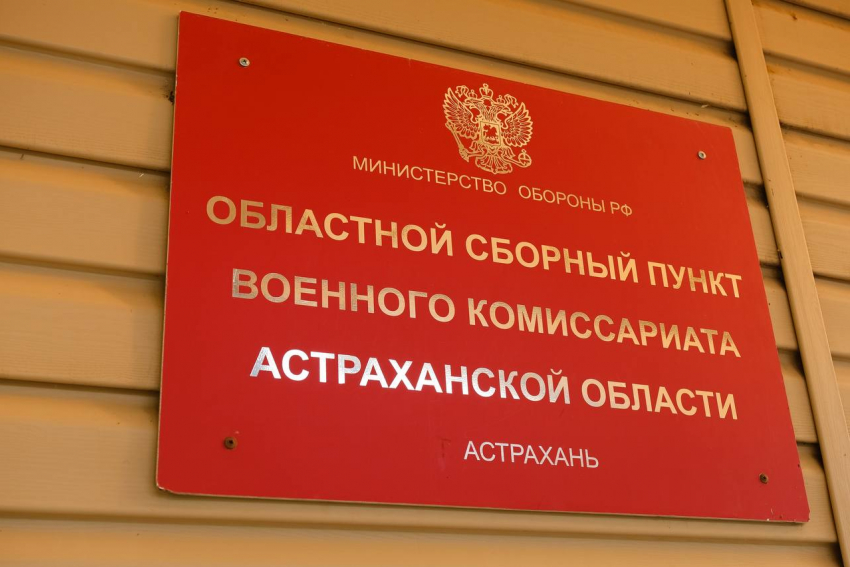 МИНИСТЕРСТВО ОБОРОНЫ РФ
ОБЛАСТНОЙ СБОРНЫЙ ПУНКТ
ВОЕННОГО КОМИССАРИАТА
АСТРАХАНСКОЙ ОБЛАСТИ
АСТРАХАНЬ